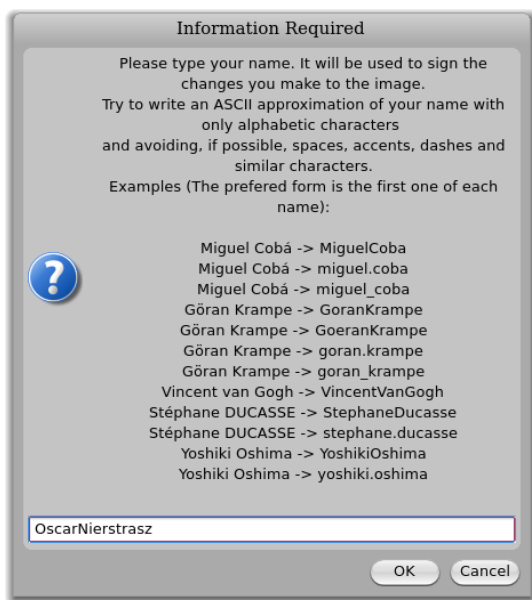 Information Required
Please type your name. It will be used to sign the
changes you make to the image.
Try to write an ASCII approximation of your name with
only alphabetic characters
and avoiding, if possible, spaces, accents, dashes and
similar characters.
Examples (The prefered form is the first one of each
name):
Miguel Cobá -> MiguelCoba
Miguel Cobá -> miguel.coba
Miguel Cobá -> miguel_coba
Göran Krampe -> GoranKrampe
Göran Krampe -> GoeranKrampe
Göran Krampe -> goran.krampe
Göran Krampe -> goran_krampe
Vincent van Gogh -> VincentVanGogh
Stéphane DUCASSE -> StephaneDucasse
Stéphane DUCASSE -> stephane.ducasse
Yoshiki Oshima -> YoshikiOshima
Yoshiki Oshima -> yoshiki.oshima
?
OscarNierstrasz
OK Cancel